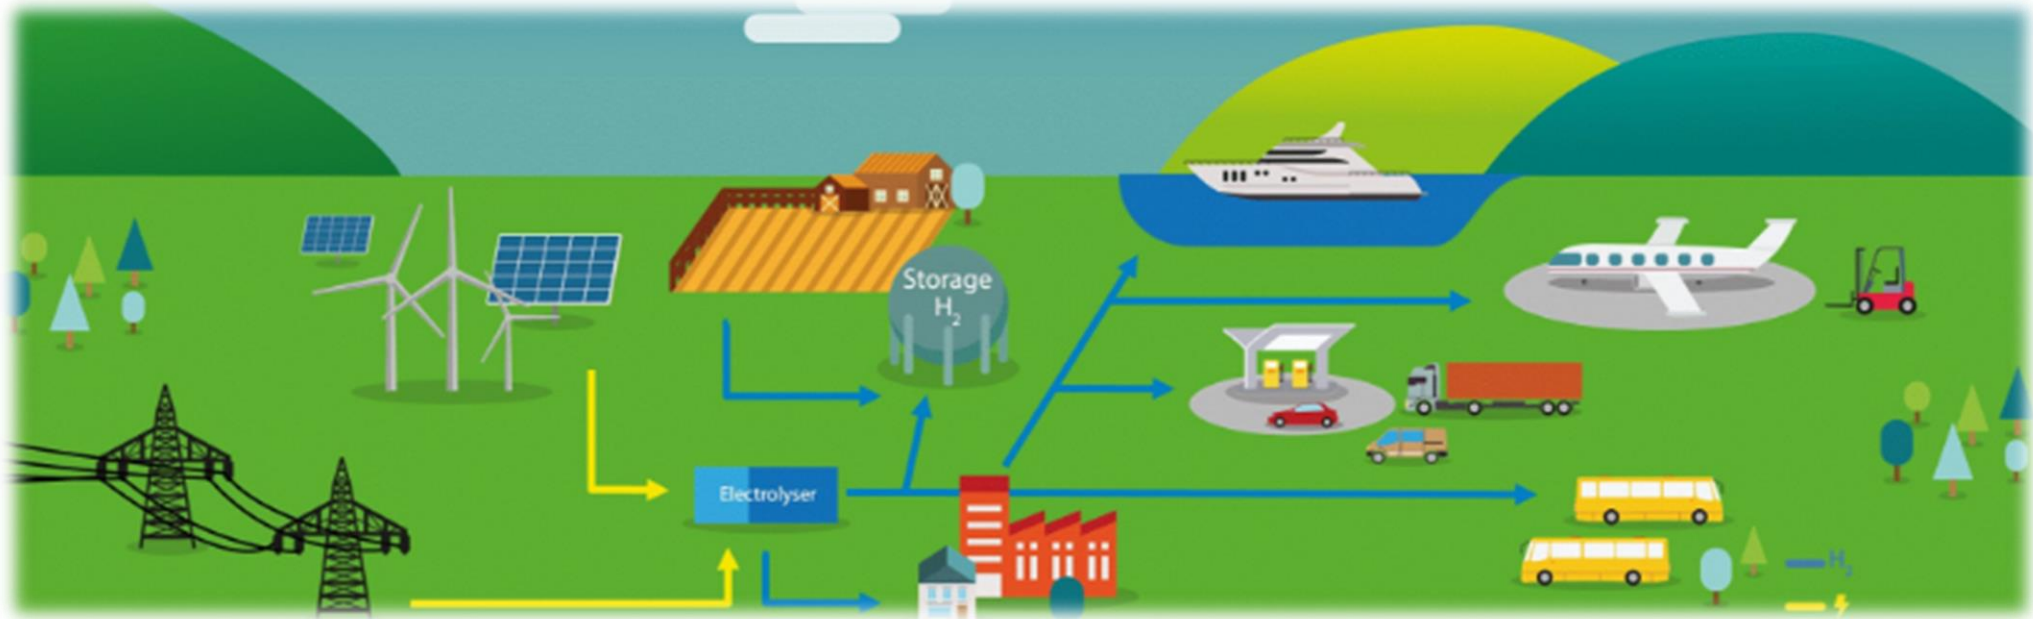 Storage
H₂
Electrolyser
H₂